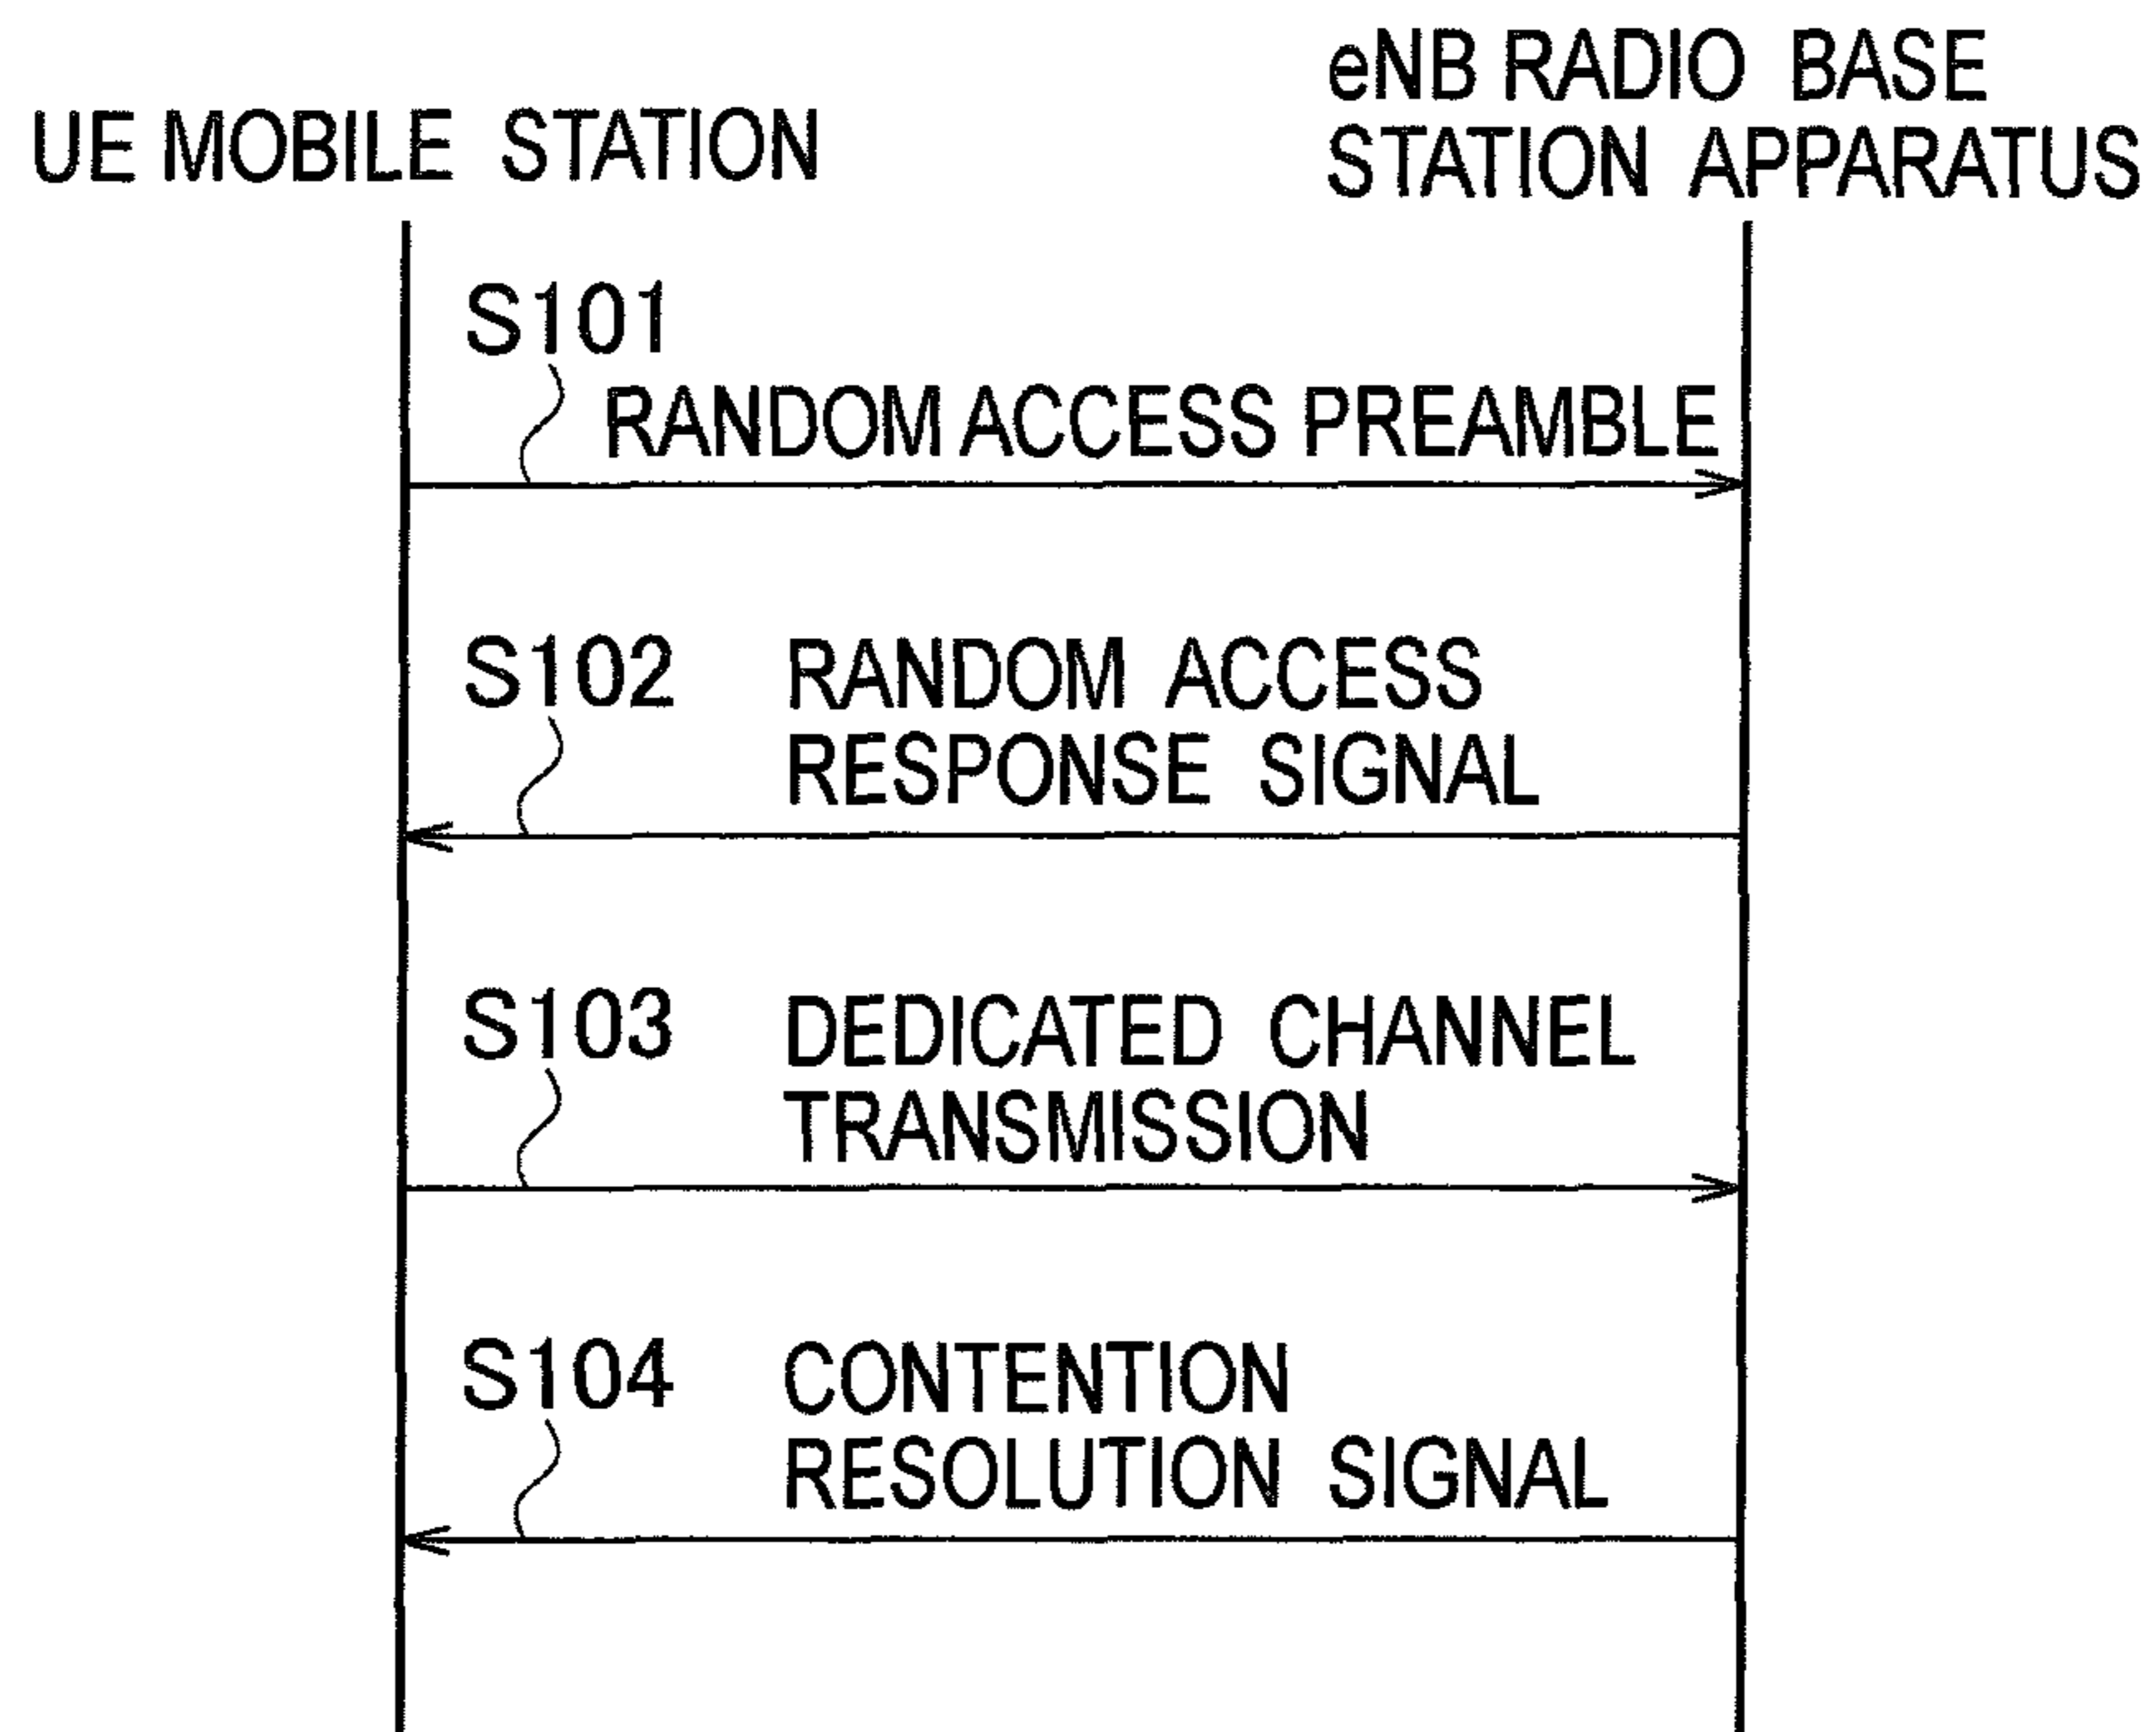 UE MOBILE STATION
eNB RADIO BASE
STATION APPARATUS
S101
RANDOM ACCESS PREAMBLE
S102
RANDOM ACCESS
RESPONSE SIGNAL
S103
DEDICATED CHANNEL
TRANSMISSION
S104
CONTENTION
RESOLUTION SIGNAL